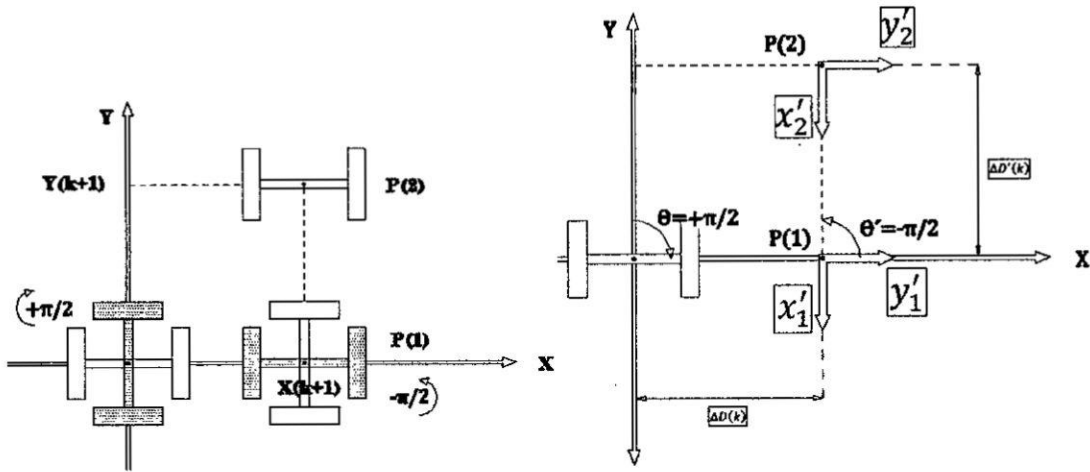 Y
Y(k+1)
P(2)
+π/2
P(1)
X
X(k+1)
-π/2
Y
P(2)
y′₂
x′₂
ΔD′(k)
θ=+π/2
P(1)
θ′=-π/2
X
x′₁
y′₁
ΔD(k)